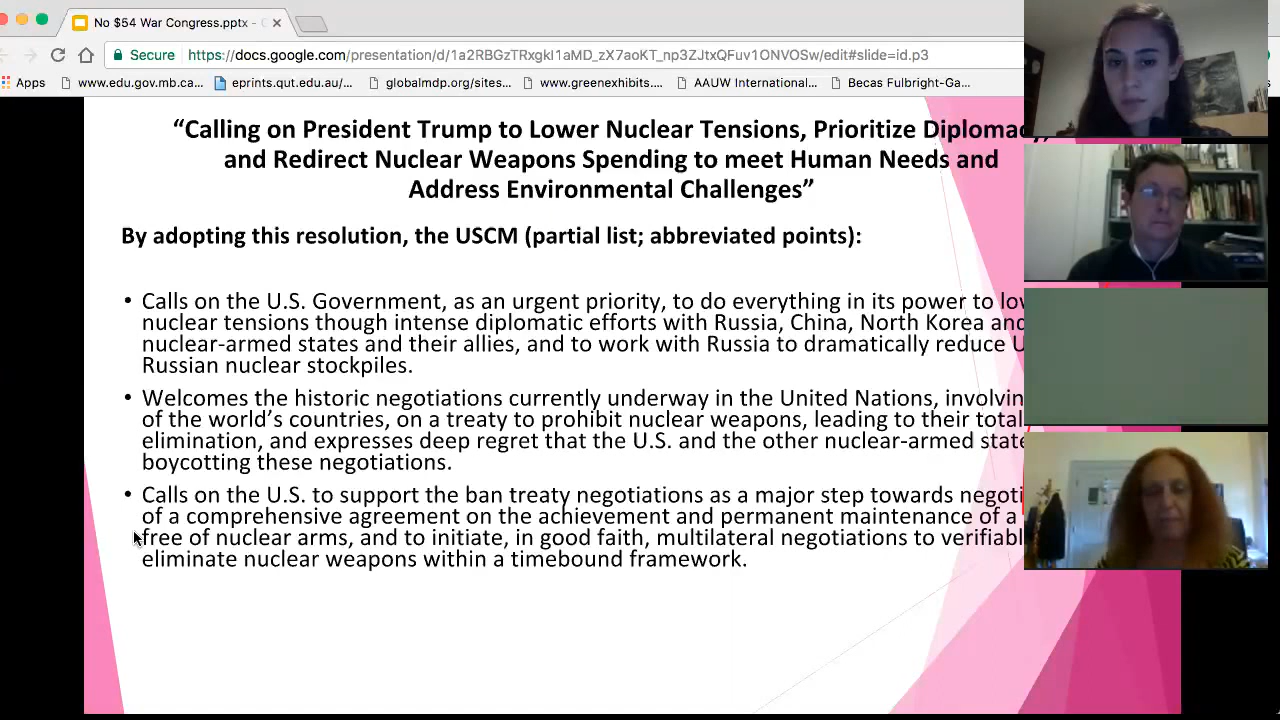 No $54 War Congress.pptx - G
Secure
https://docs.google.com/presentation/d/1a2RBGzTRxgkI1aMD_zX7aoKT_np3ZJtxQFuv1ONVOSw/edit#slide=id.p3
Apps www.edu.gov.mb.ca... eprints.qut.edu.au/... globalmdp.org/sites... www.greenexhibits.... AAUW International... Becas Fulbright-Ga...
“Calling on President Trump to Lower Nuclear Tensions, Prioritize Diplomacy,
and Redirect Nuclear Weapons Spending to meet Human Needs and
Address Environmental Challenges”
By adopting this resolution, the USCM (partial list; abbreviated points):
• Calls on the U.S. Government, as an urgent priority, to do everything in its power to
nuclear tensions though intense diplomatic efforts with Russia, China, North Korea and
nuclear-armed states and their allies, and to work with Russia to dramatically reduce
Russian nuclear stockpiles.
• Welcomes the historic negotiations currently underway in the United Nations,
of the world’s countries, on a treaty to prohibit nuclear weapons, leading to their total
elimination, and expresses deep regret that the U.S. and the other nuclear-armed
boycotting these negotiations.
• Calls on the U.S. to support the ban treaty negotiations as a major step towards
of a comprehensive agreement on the achievement and permanent maintenance of a
free of nuclear arms, and to initiate, in good faith, multilateral negotiations to
eliminate nuclear weapons within a timebound framework.